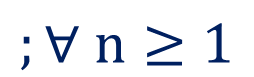 ; ∀ n ≥ 1